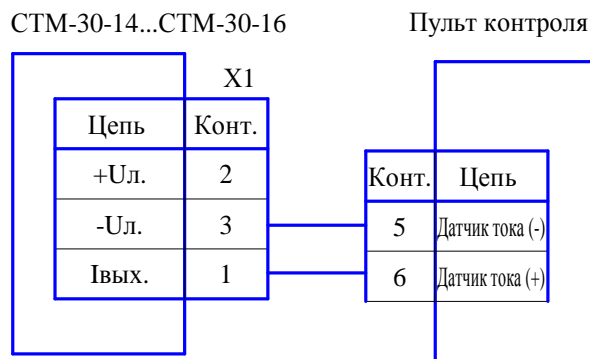 СТМ-30-14...СТМ-30-16
Пульт контроля
X1
Цепь Конт.
+Uл. 2
-Uл. 3
Iвых. 1
Конт. Цепь
5 Датчик тока (-)
6 Датчик тока (+)